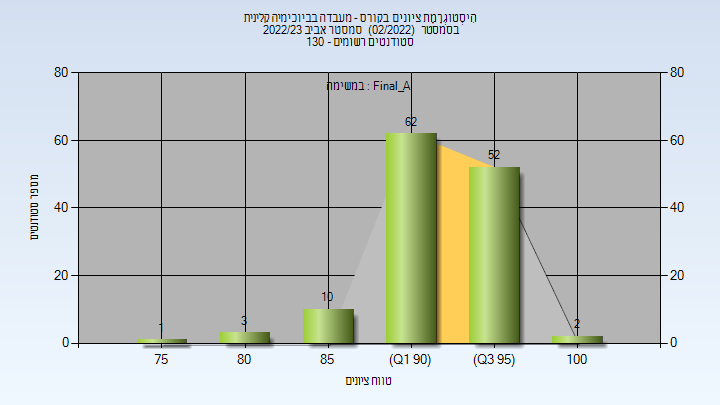 היסטוגרמת ציונים בקורס - מעבדה בביוכימיה קלינית
בסמסטר (02/2022) סמסטר אביב 2022/23
סטודנטים רשומים - 130
במשימה : Final_A
80
60
40
20
0
80
60
40
20
0
מספר סטודנטים
1
3
10
62
52
2
75
80
85
(Q1 90)
(Q3 95)
100
טווח ציונים